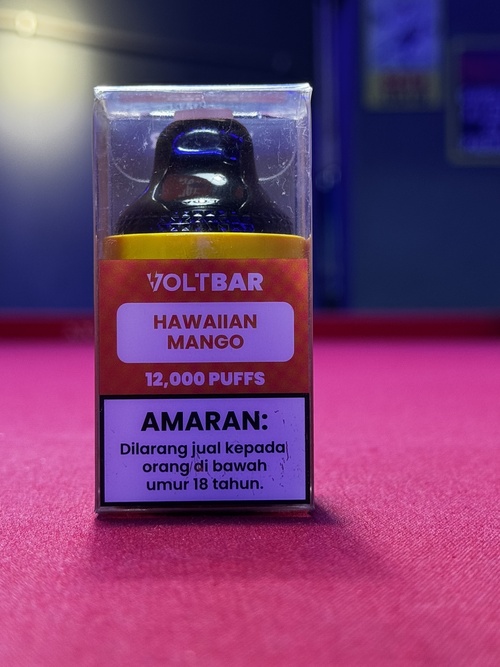 VOLTBAR
HAWAIIAN
MANGO
12,000 PUFFS
AMARAN:
Dilarang jual kepada
orang di bawah
umur 18 tahun.